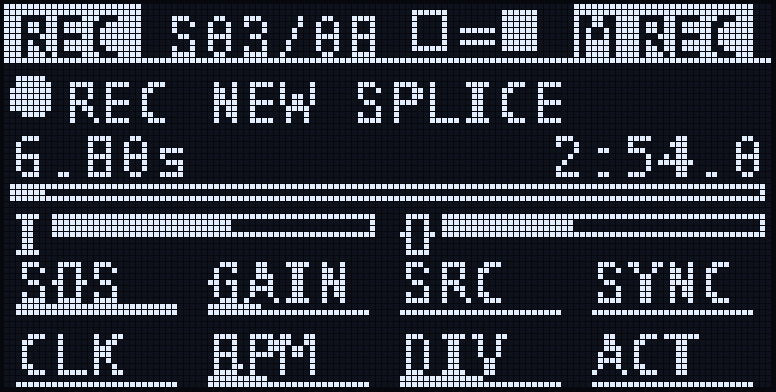 REC S03/08 = M REC
REC NEW SPLICE
6.00s 2:54.0
I O
SOS GAIN SRC SYNC
CLK BPM DIV ACT